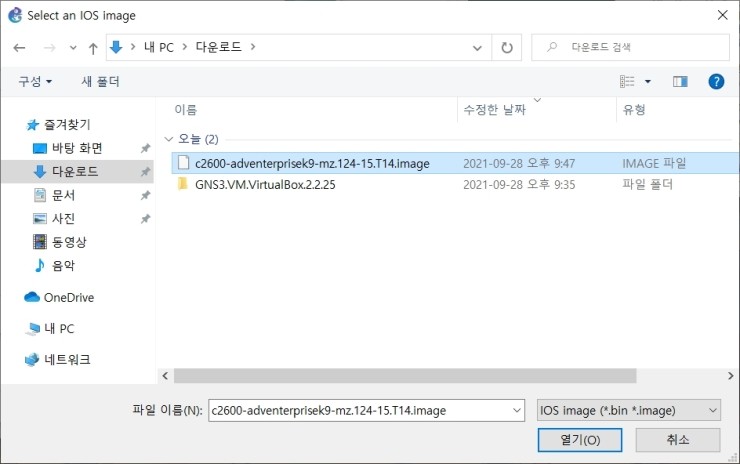 Select an IOS image
내 PC > 다운로드 >
다운로드 검색
구성
새 폴더
이름
수정한 날짜
유형
즐겨찾기
바탕 화면
다운로드
문서
사진
동영상
음악
OneDrive
내 PC
네트워크
오늘 (2)
c2600-adventerprisek9-mz.124-15.T14.image 2021-09-28 오후 9:47 IMAGE 파일
GNS3.VM.VirtualBox.2.2.25 2021-09-28 오후 9:35 파일 폴더
파일 이름(N): c2600-adventerprisek9-mz.124-15.T14.image IOS image (*.bin *.image)
열기(O) 취소